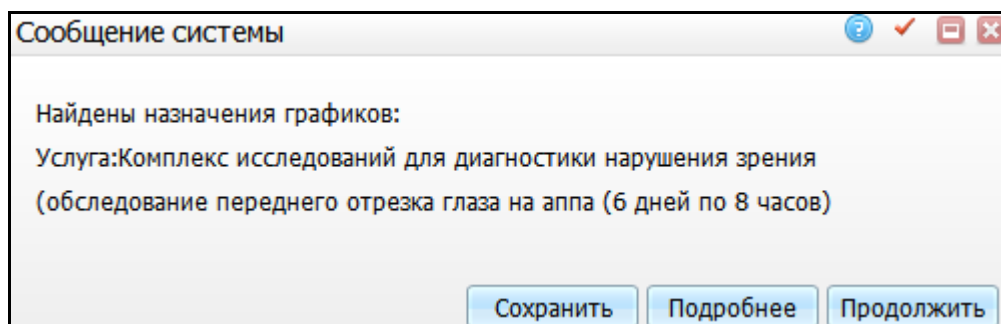 Сообщение системы
Найдены назначения графиков:
Услуга:Комплекс исследований для диагностики нарушения зрения
(обследование переднего отрезка глаза на аппа (6 дней по 8 часов)
Сохранить Подробнее Продолжить